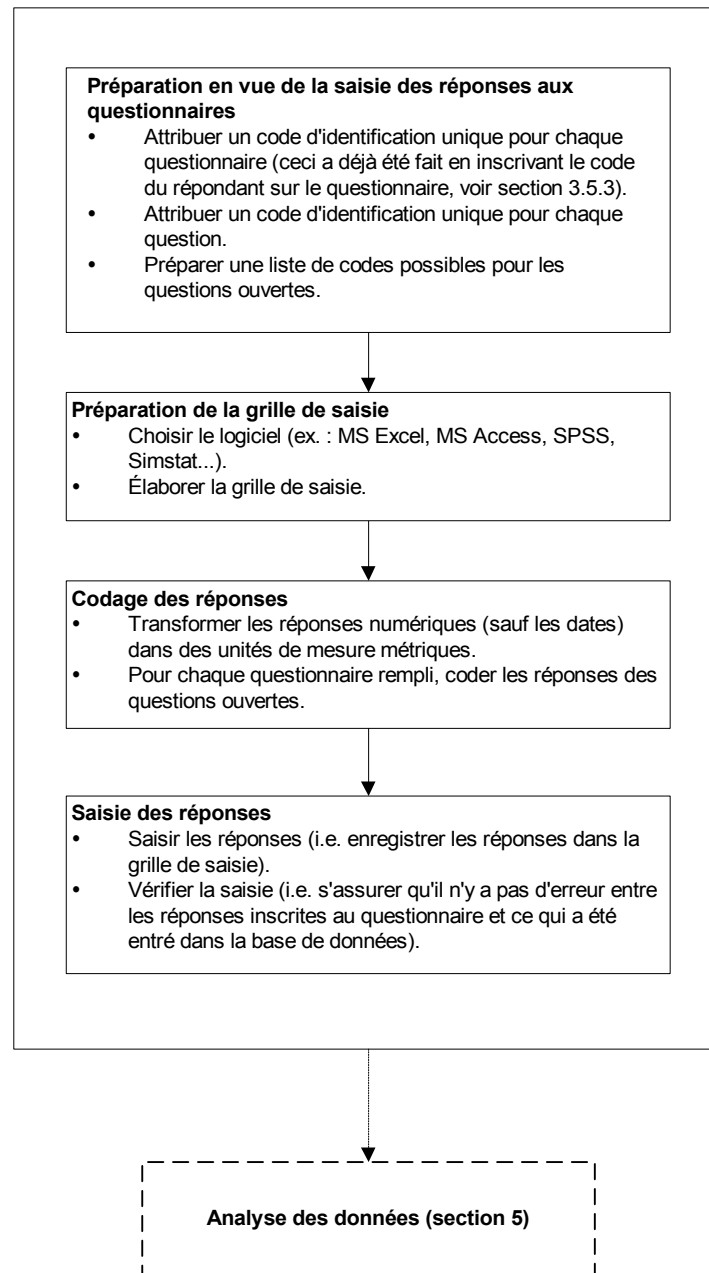 Préparation en vue de la saisie des réponses aux
questionnaires
• Attribuer un code d'identification unique pour chaque
questionnaire (ceci a déjà été fait en inscrivant le code
du répondant sur le questionnaire, voir section 3.5.3).
• Attribuer un code d'identification unique pour chaque
question.
• Préparer une liste de codes possibles pour les
questions ouvertes.
Préparation de la grille de saisie
• Choisir le logiciel (ex. : MS Excel, MS Access, SPSS,
Simstat...).
• Élaborer la grille de saisie.
Codage des réponses
• Transformer les réponses numériques (sauf les dates)
dans des unités de mesure métriques.
• Pour chaque questionnaire rempli, coder les réponses des
questions ouvertes.
Saisie des réponses
• Saisir les réponses (i.e. enregistrer les réponses dans la
grille de saisie).
• Vérifier la saisie (i.e. s'assurer qu'il n'y a pas d'erreur entre
les réponses inscrites au questionnaire et ce qui a été
entré dans la base de données).
Analyse des données (section 5)